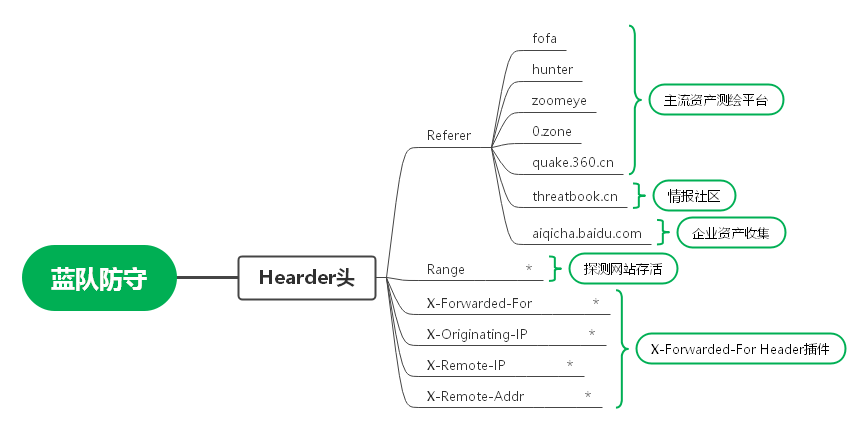 蓝队防守
Hearder头
Referer
fofa
hunter
zoomeye
0.zone
quake.360.cn
主流资产测绘平台
threatbook.cn
情报社区
aiqicha.baidu.com
企业资产收集
Range *
探测网站存活
X-Forwarded-For *
X-Originating-IP *
X-Remote-IP *
X-Remote-Addr *
X-Forwarded-For Header插件